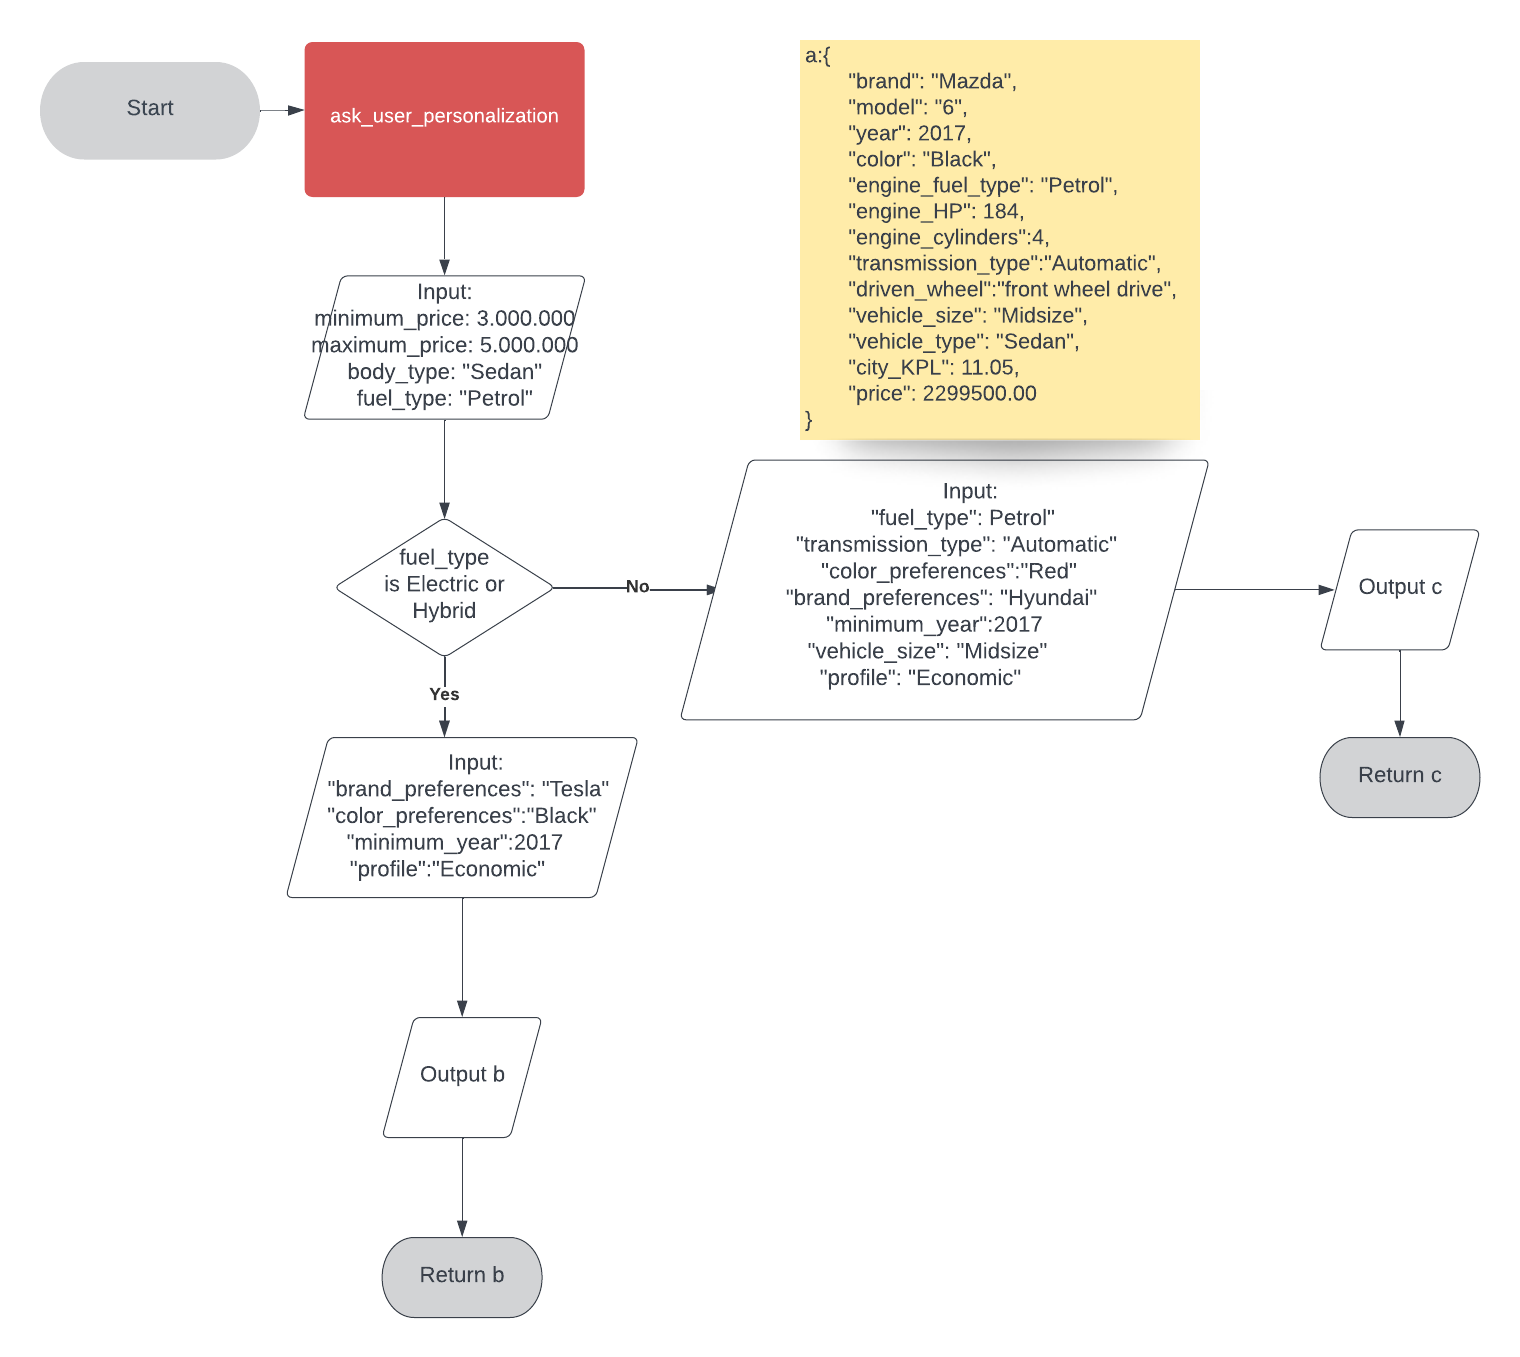 Start
ask_user_personalization
a:{
"brand": "Mazda",
"model": "6",
"year": 2017,
"color": "Black",
"engine_fuel_type": "Petrol",
"engine_HP": 184,
"engine_cylinders":4,
"transmission_type":"Automatic",
"driven_wheel":"front wheel drive",
"vehicle_size": "Midsize",
"vehicle_type": "Sedan",
"city_KPL": 11.05,
"price": 2299500.00
}
Input:
minimum_price: 3.000.000
maximum_price: 5.000.000
body_type: "Sedan"
fuel_type: "Petrol"
fuel_type
is Electric or
Hybrid
No
Input:
"fuel_type": Petrol"
"transmission_type": "Automatic"
"color_preferences":"Red"
"brand_preferences": "Hyundai"
"minimum_year":2017
"vehicle_size": "Midsize"
"profile": "Economic"
Output c
Return c
Yes
Input:
"brand_preferences": "Tesla"
"color_preferences":"Black"
"minimum_year":2017
"profile":"Economic"
Output b
Return b